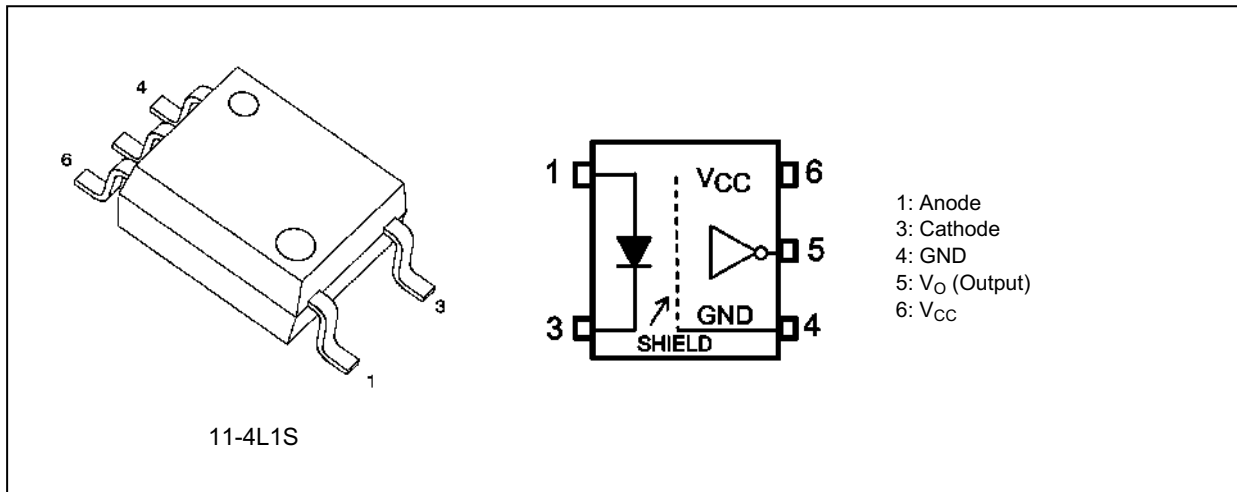 4
6
3
1
11-4L1S
1
3
VCC
GND
SHIELD
6
5
4
1: Anode
3: Cathode
4: GND
5: VO (Output)
6: VCC